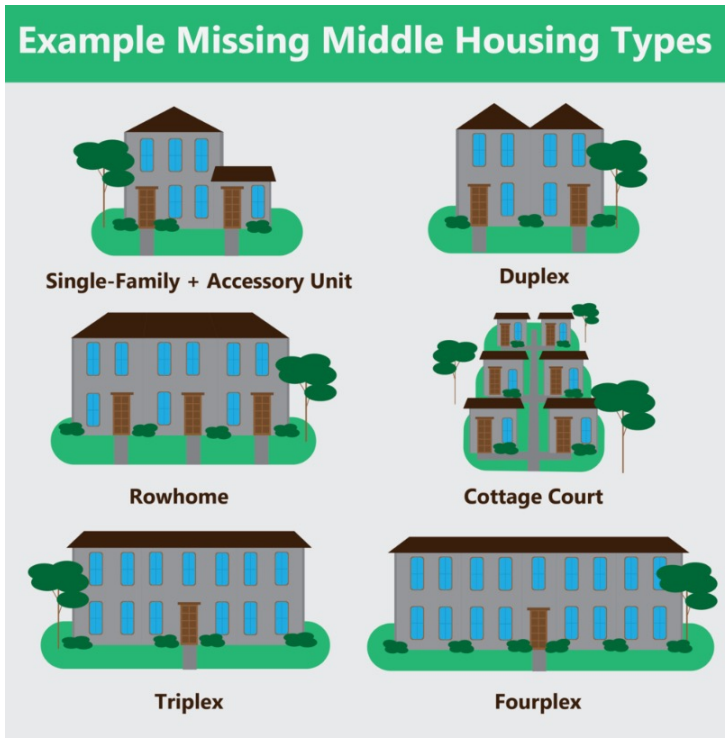 Example Missing Middle Housing Types
Single-Family + Accessory Unit
Duplex
Rowhome
Cottage Court
Triplex
Fourplex